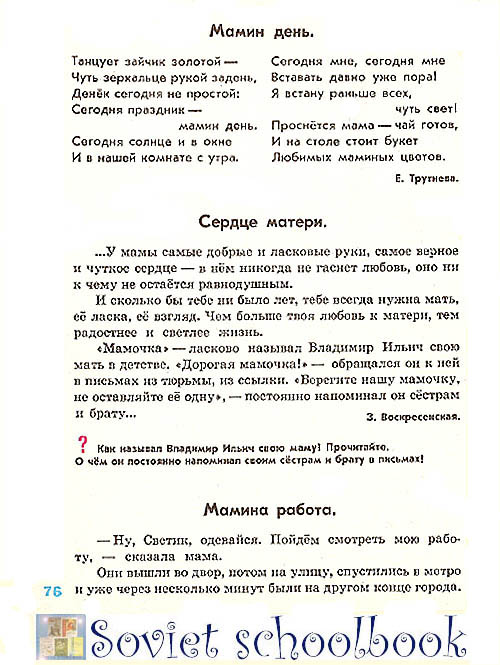 Мамин день.
Танцует зайчик золотой —
Чуть зеркальце рукой задень,
Денёк сегодня не простой:
Сегодня праздник —
мамин день.
Сегодня солнце и в окне
И в нашей комнате с утра.
Сегодня мне, сегодня мне
Вставать давно уже пора!
Я встану раньше всех,
чуть свет!
Проснётся мама — чай готов,
И на столе стоит букет
Любимых маминых цветов.
Е. Трутнева.
Сердце матери.
...У мамы самые добрые и ласковые руки, самое верное
и чуткое сердце — в нём никогда не гаснет любовь, оно ни
к чему не остаётся равнодушным.
И сколько бы тебе ни было лет, тебе всегда нужна мать,
её ласка, её взгляд. Чем больше твоя любовь к матери, тем
радостнее и светлее жизнь.
«Мамочка» — ласково называл Владимир Ильич свою
мать в детстве. «Дорогая мамочка!» — обращался он к ней
в письмах из тюрьмы, из ссылки. «Берегите нашу мамочку,
не оставляйте её одну», — постоянно напоминал он сёстрам
и брату...
З. Воскресенская.
? Как называл Владимир Ильич свою маму? Прочитайте.
О чём он постоянно напоминал своим сёстрам и брату в письмах?
Мамина работа.
— Ну, Светик, одевайся. Пойдём смотреть мою рабо-
ту, — сказала мама.
Они вышли во двор, потом на улицу, спустились в метро
и уже через несколько минут были на другом конце города.
76
Soviet schoolbook